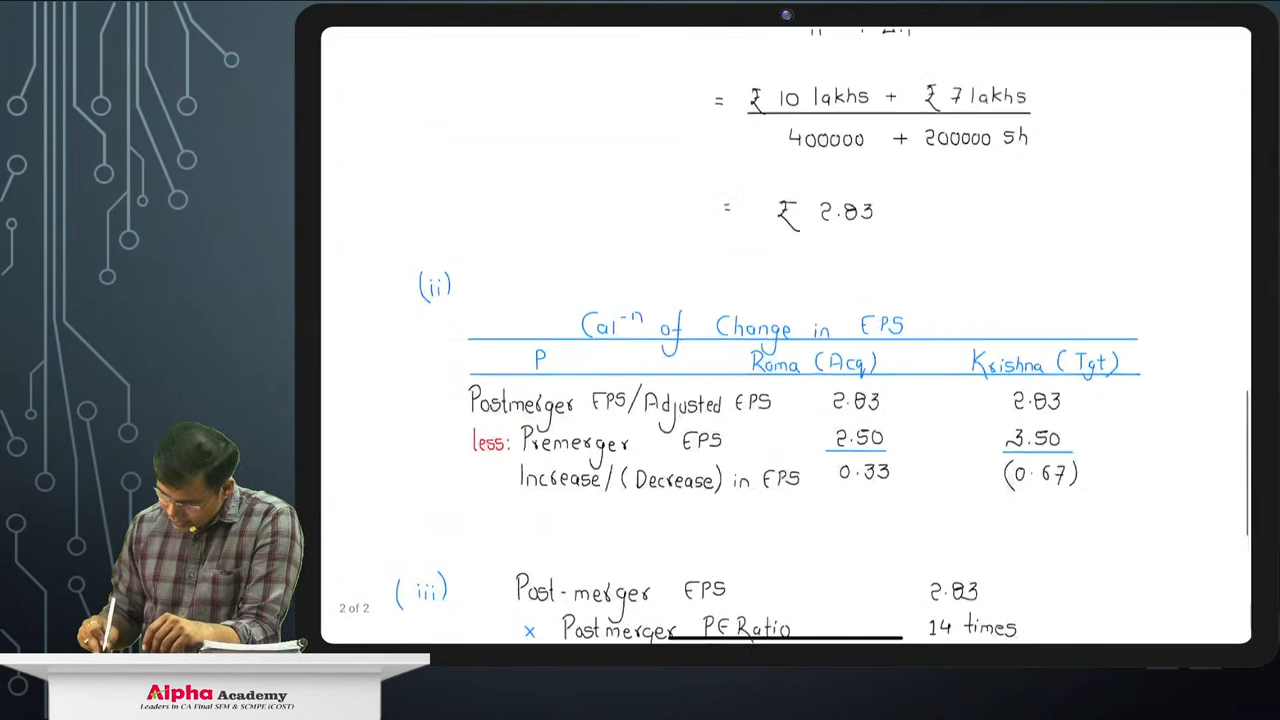 = ₹ 10 lakhs + ₹ 7 lakhs
400000 + 200000 sh
= ₹ 2.83
(ii)
Cal⁻ⁿ of Change in EPS
P Rama (Acq) Krishna (Tgt)
Postmerger EPS/Adjusted EPS 2.83 2.83
less: Premerger EPS 2.50 3.50
Increase/(Decrease) in EPS 0.33 (0.67)
(iii) Post-merger EPS 2.83
x Postmerger PE Ratio 14 times
2 of 2
Alpha Academy
Leaders in CA Final SFM & SCMPE (COST)